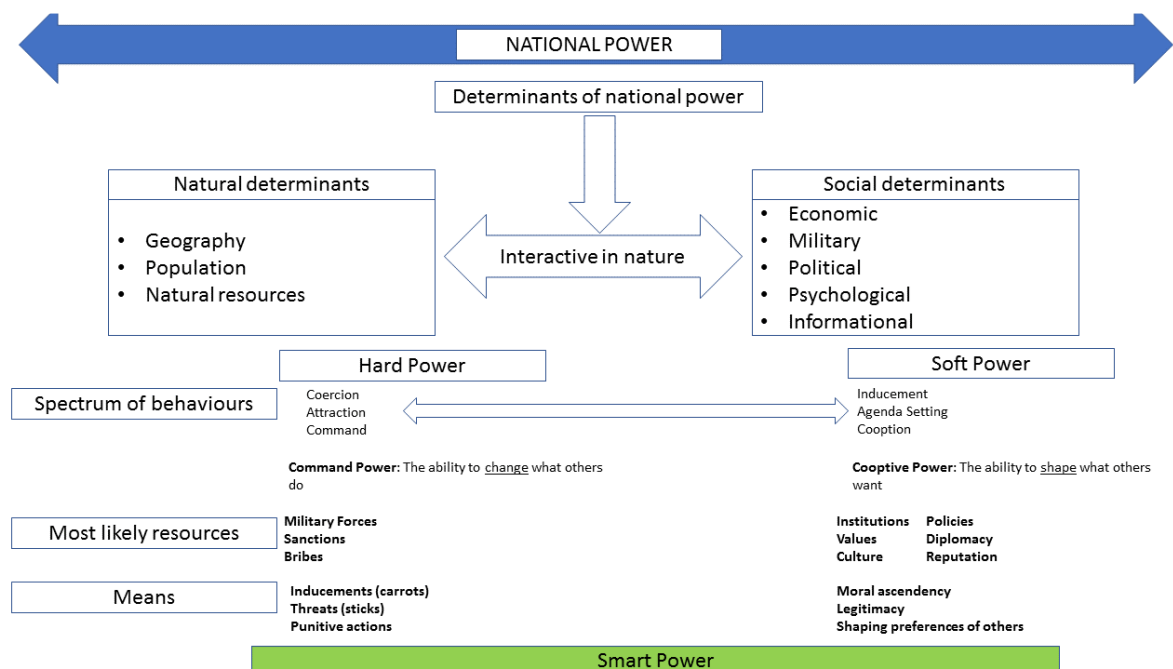 NATIONAL POWER
Determinants of national power
Natural determinants
• Geography
• Population
• Natural resources
Interactive in nature
Social determinants
• Economic
• Military
• Political
• Psychological
• Informational
Hard Power
Soft Power
Spectrum of behaviours
Coercion
Attraction
Command
Inducement
Agenda Setting
Cooption
Command Power: The ability to change what others
do
Cooptive Power: The ability to shape what others
want
Most likely resources
Military Forces
Sanctions
Bribes
Institutions Policies
Values Diplomacy
Culture Reputation
Means
Inducements (carrots)
Threats (sticks)
Punitive actions
Moral ascendency
Legitimacy
Shaping preferences of others
Smart Power